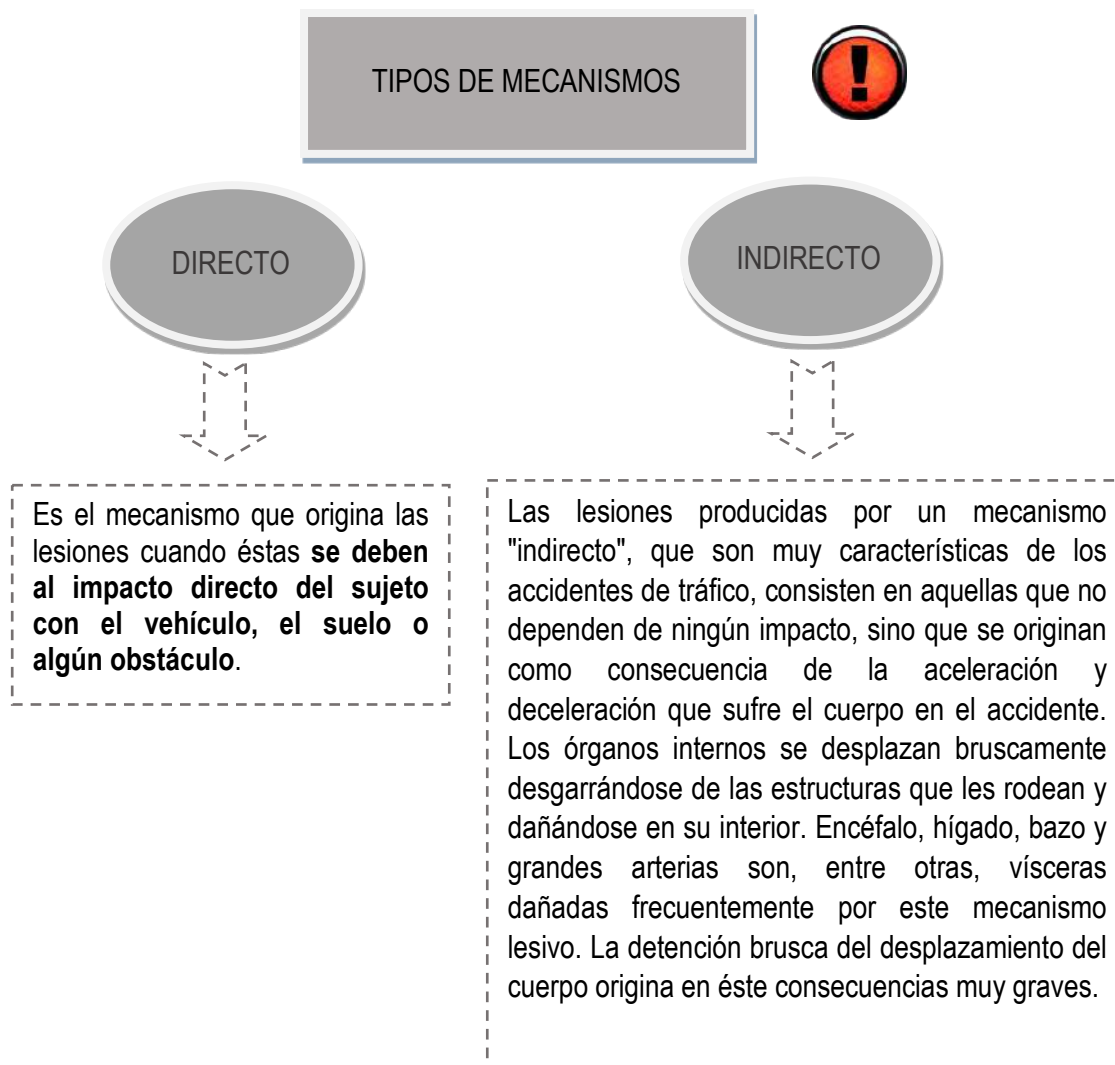 TIPOS DE MECANISMOS
!
DIRECTO
INDIRECTO
Es el mecanismo que origina las
lesiones cuando éstas se deben
al impacto directo del sujeto
con el vehículo, el suelo o
algún obstáculo.
Las lesiones producidas por un mecanismo
"indirecto", que son muy características de los
accidentes de tráfico, consisten en aquellas que no
dependen de ningún impacto, sino que se originan
como consecuencia de la aceleración y
deceleración que sufre el cuerpo en el accidente.
Los órganos internos se desplazan bruscamente
desgarrándose de las estructuras que les rodean y
dañándose en su interior. Encéfalo, hígado, bazo y
grandes arterias son, entre otras, vísceras
dañadas frecuentemente por este mecanismo
lesivo. La detención brusca del desplazamiento del
cuerpo origina en éste consecuencias muy graves.